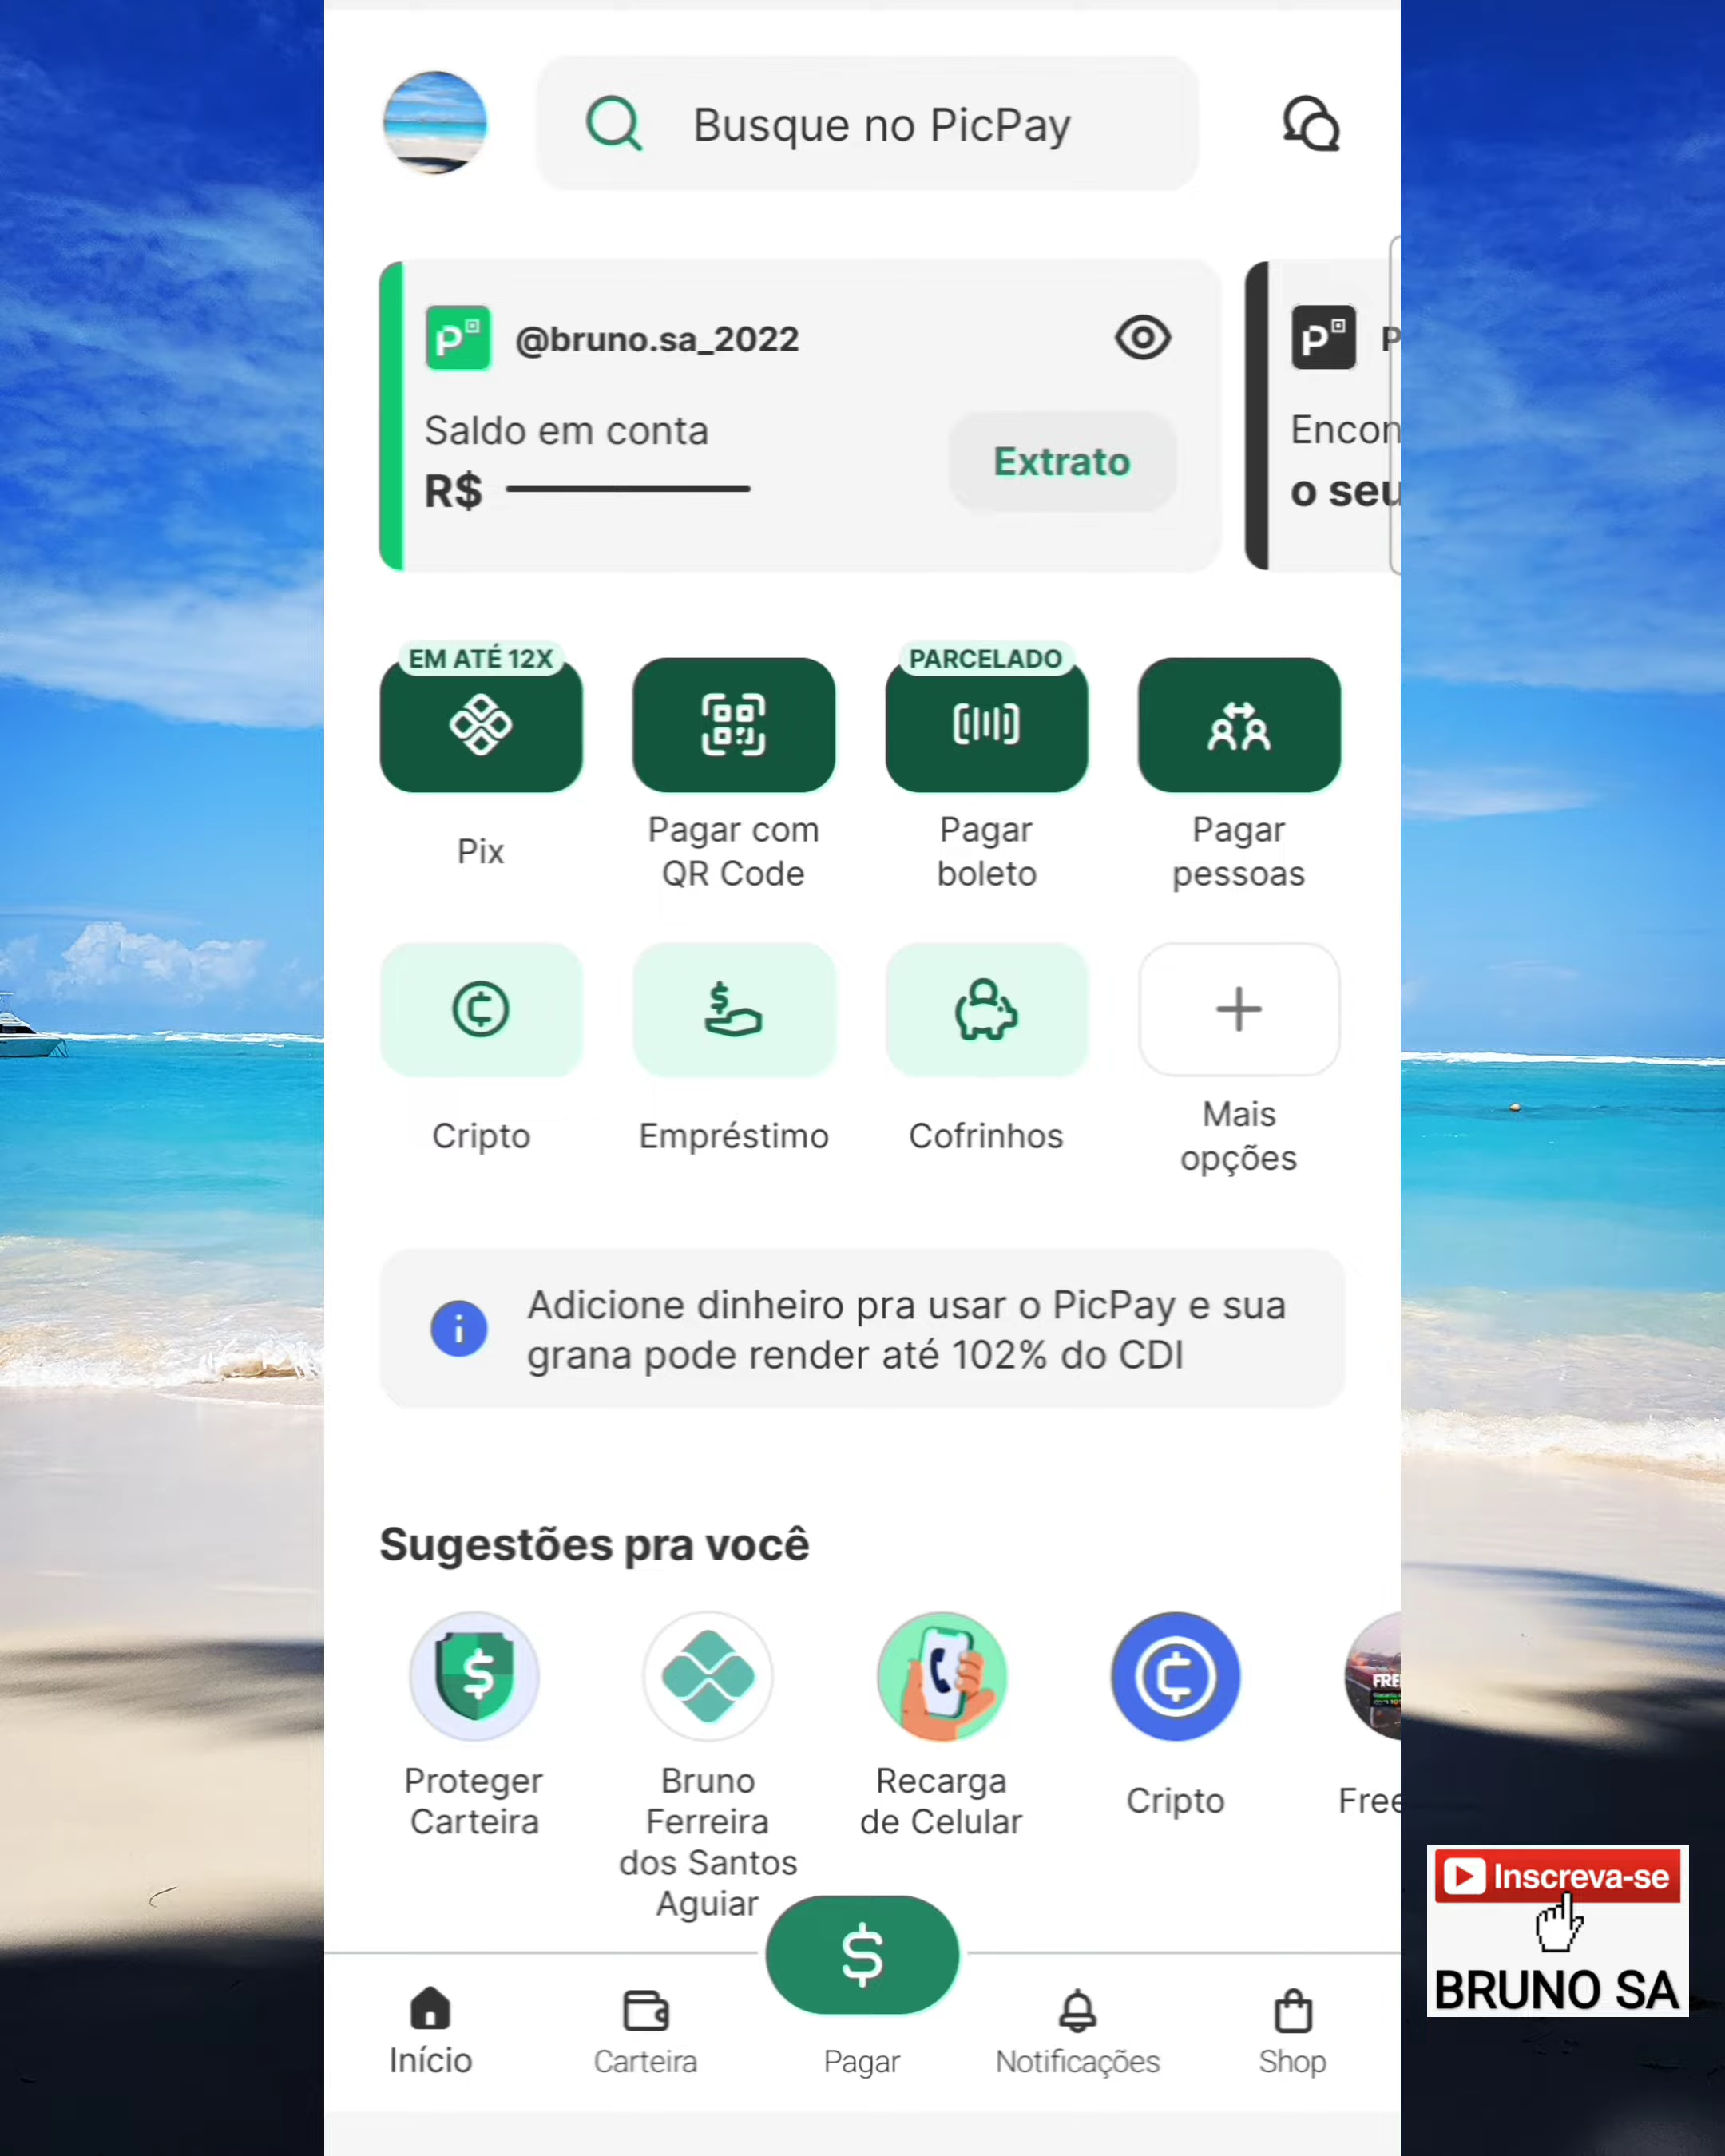 Busque no PicPay
@bruno.sa_2022
Saldo em conta
R$
Extrato
Encon
o seu
EM ATÉ 12X
PARCELADO
Pix
Pagar com
QR Code
Pagar
boleto
Pagar
pessoas
Cripto
Empréstimo
Cofrinhos
Mais
opções
Adicione dinheiro pra usar o PicPay e sua
grana pode render até 102% do CDI
Sugestões pra você
Proteger
Carteira
Bruno
Ferreira
dos Santos
Aguiar
Recarga
de Celular
Cripto
FRE
Free
Início
Carteira
Pagar
Notificações
Shop
Inscreva-se
BRUNO SA